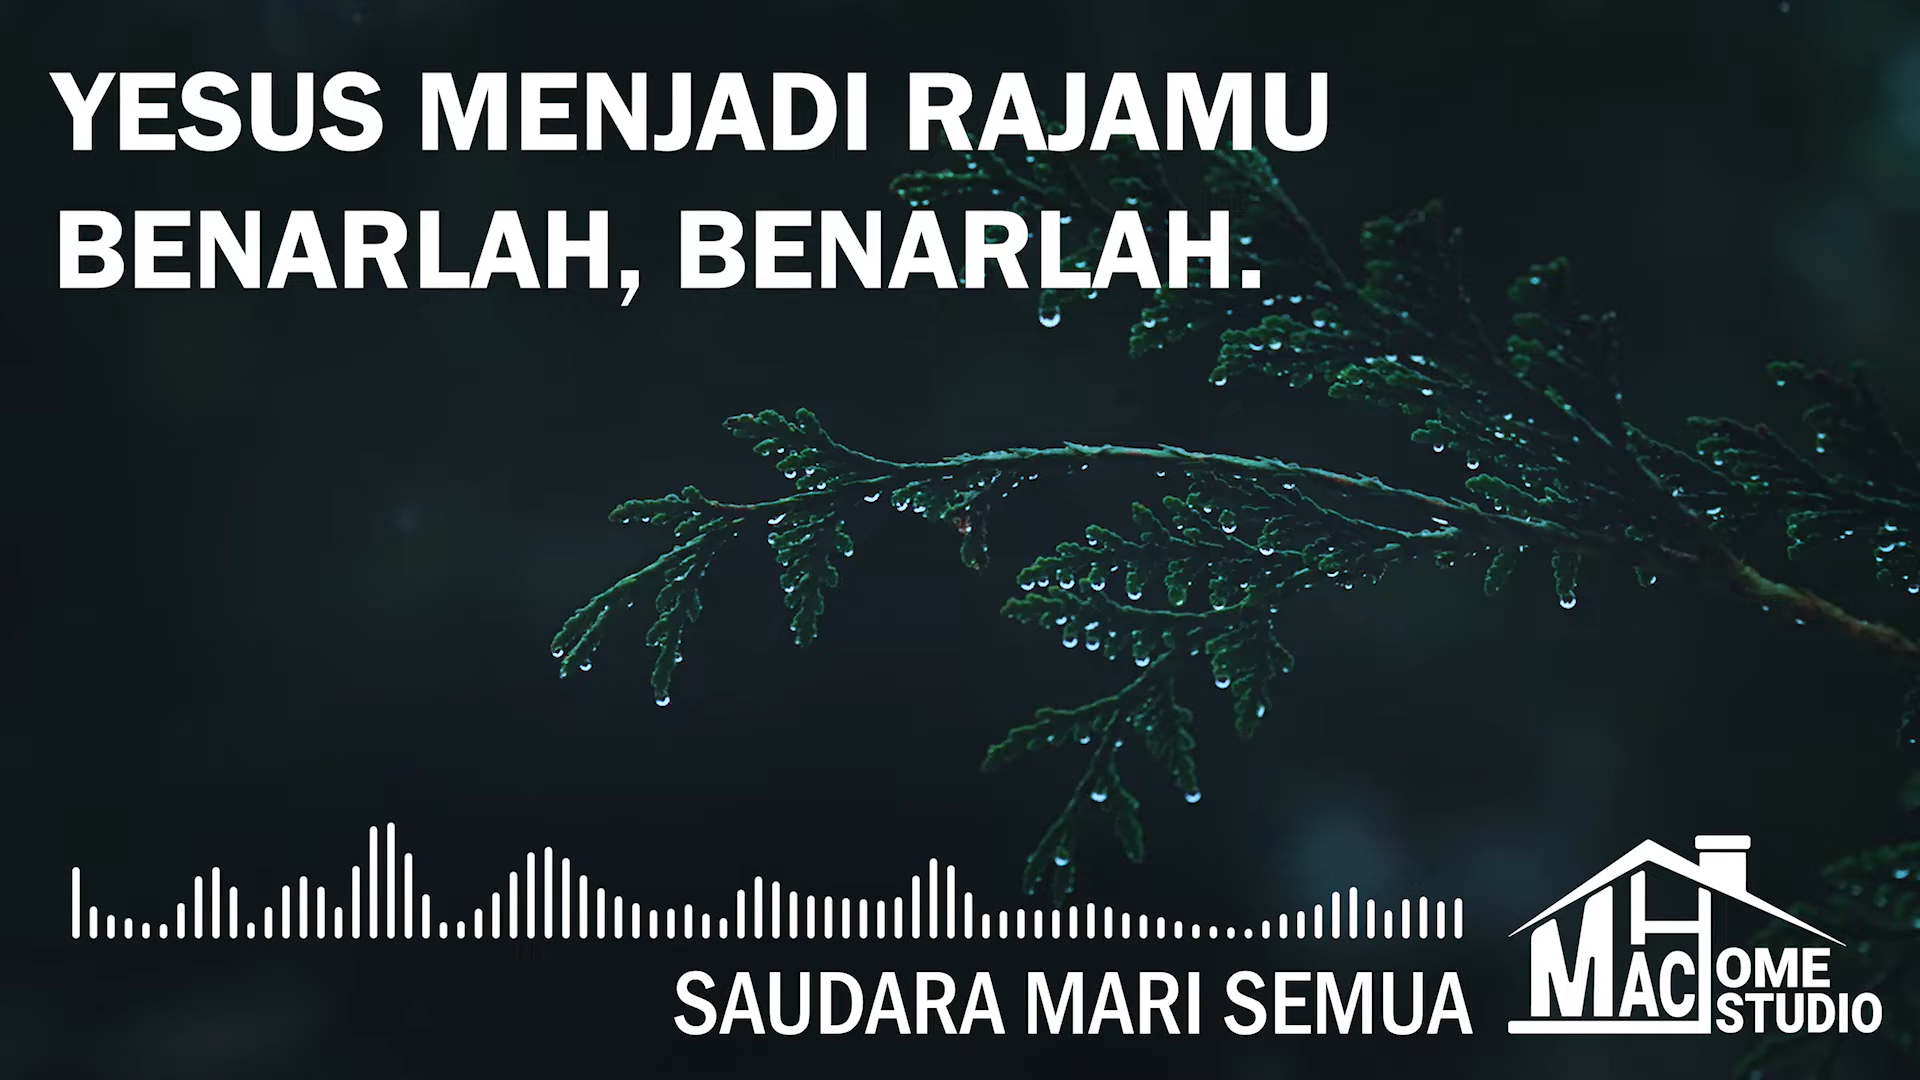 YESUS MENJADI RAJAMU
BENARLAH, BENARLAH.
SAUDARA MARI SEMUA
MAC HOME
STUDIO